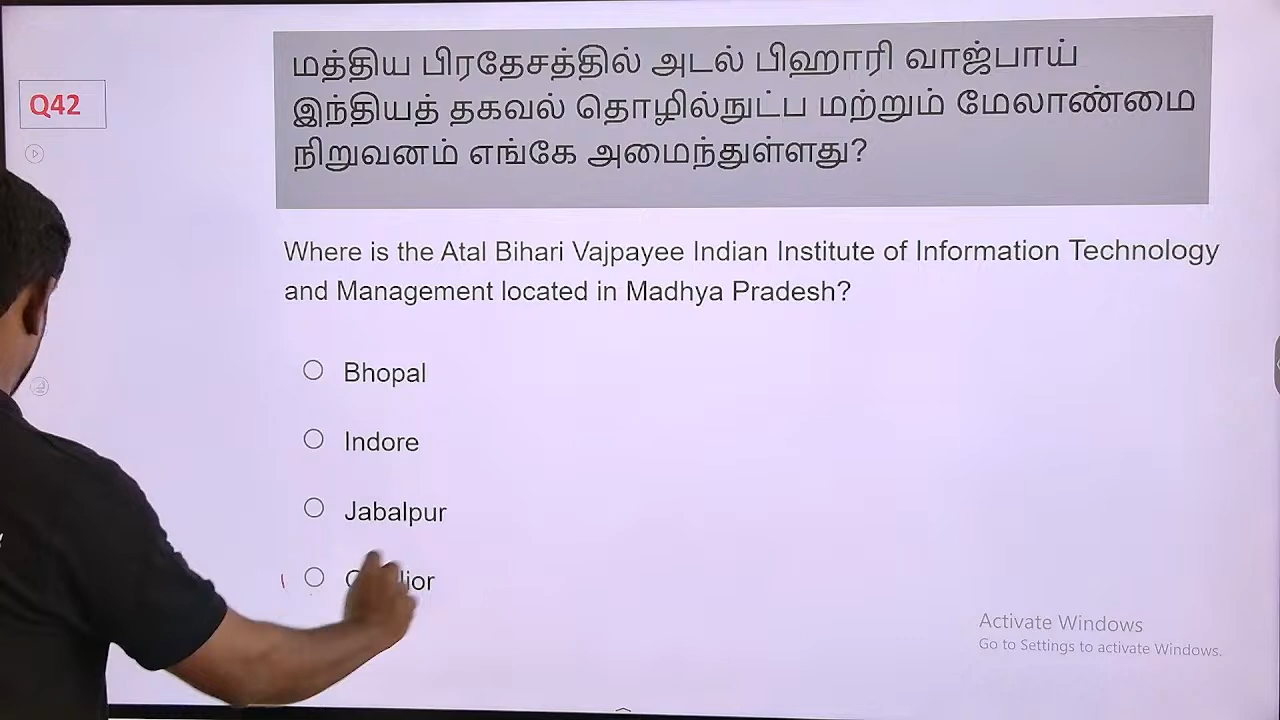 Q42
மத்திய பிரதேசத்தில் அடல் பிஹாரி வாஜ்பாய்
இந்தியத் தகவல் தொழில்நுட்ப மற்றும் மேலாண்மை
நிறுவனம் எங்கே அமைந்துள்ளது?
Where is the Atal Bihari Vajpayee Indian Institute of Information Technology
and Management located in Madhya Pradesh?
Bhopal
Indore
Jabalpur
Activate Windows
Go to Settings to activate Windows.